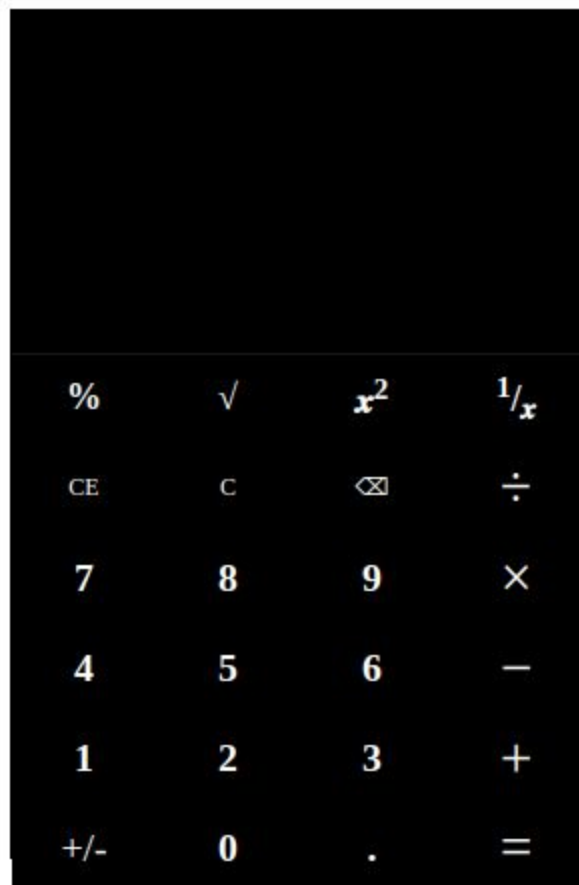 % √ x² ¹/x
CE C ⌫ ÷
7 8 9 ×
4 5 6 −
1 2 3 +
+/- 0 . =